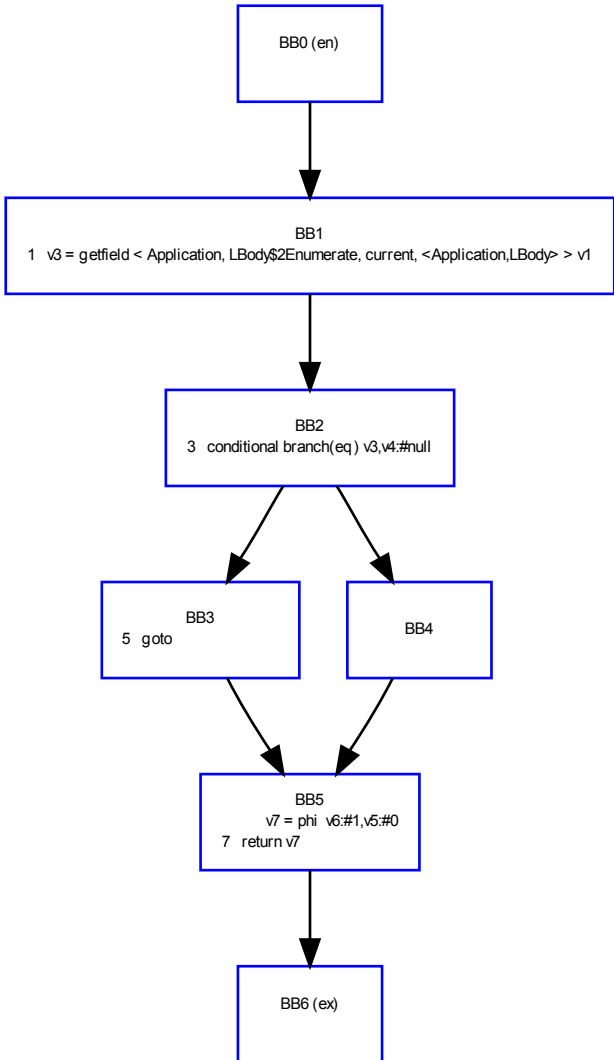 BB0 (en)
BB1
1 v3 = getfield < Application, LBody$2Enumerate, current, <Application,LBody> > v1
BB2
3 conditional branch(eq) v3,v4:#null
BB3
5 goto
BB4
BB5
v7 = phi v6:#1,v5:#0
7 return v7
BB6 (ex)